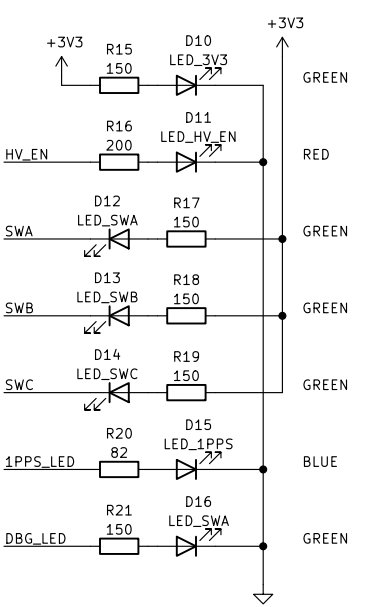 +3V3
+3V3
D10
R15
LED_3V3
150
GREEN
D11
R16
LED_HV_EN
200
HV_EN
RED
D12
R17
LED_SWA
150
SWA
GREEN
D13
R18
LED_SWB
150
SWB
GREEN
D14
R19
LED_SWC
150
SWC
GREEN
D15
R20
LED_1PPS
82
1PPS_LED
BLUE
D16
R21
LED_SWA
150
DBG_LED
GREEN